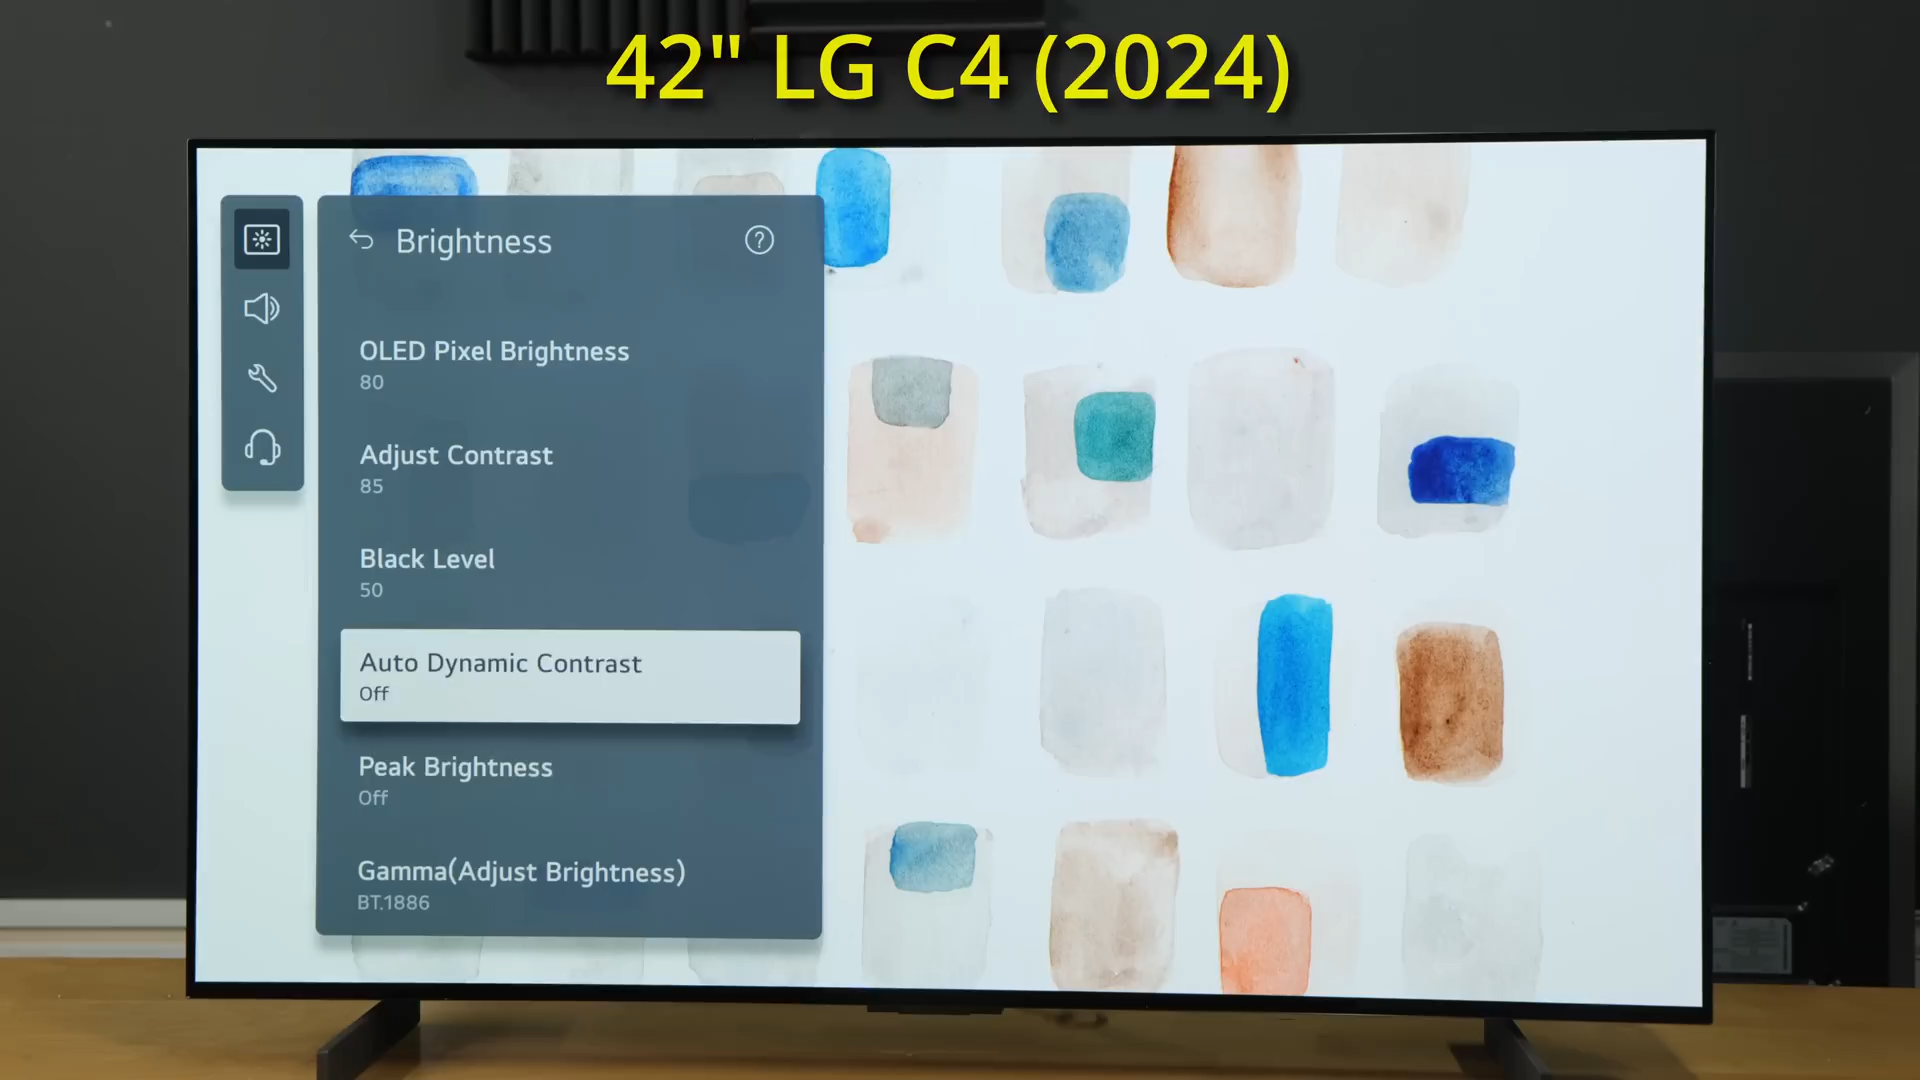 42" LG C4 (2024)
Brightness
?
OLED Pixel Brightness
80
Adjust Contrast
85
Black Level
50
Auto Dynamic Contrast
Off
Peak Brightness
Off
Gamma(Adjust Brightness)
BT.1886